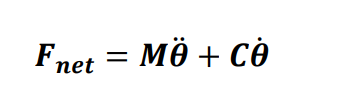 F_net = Mθ̈ + Cθ̇